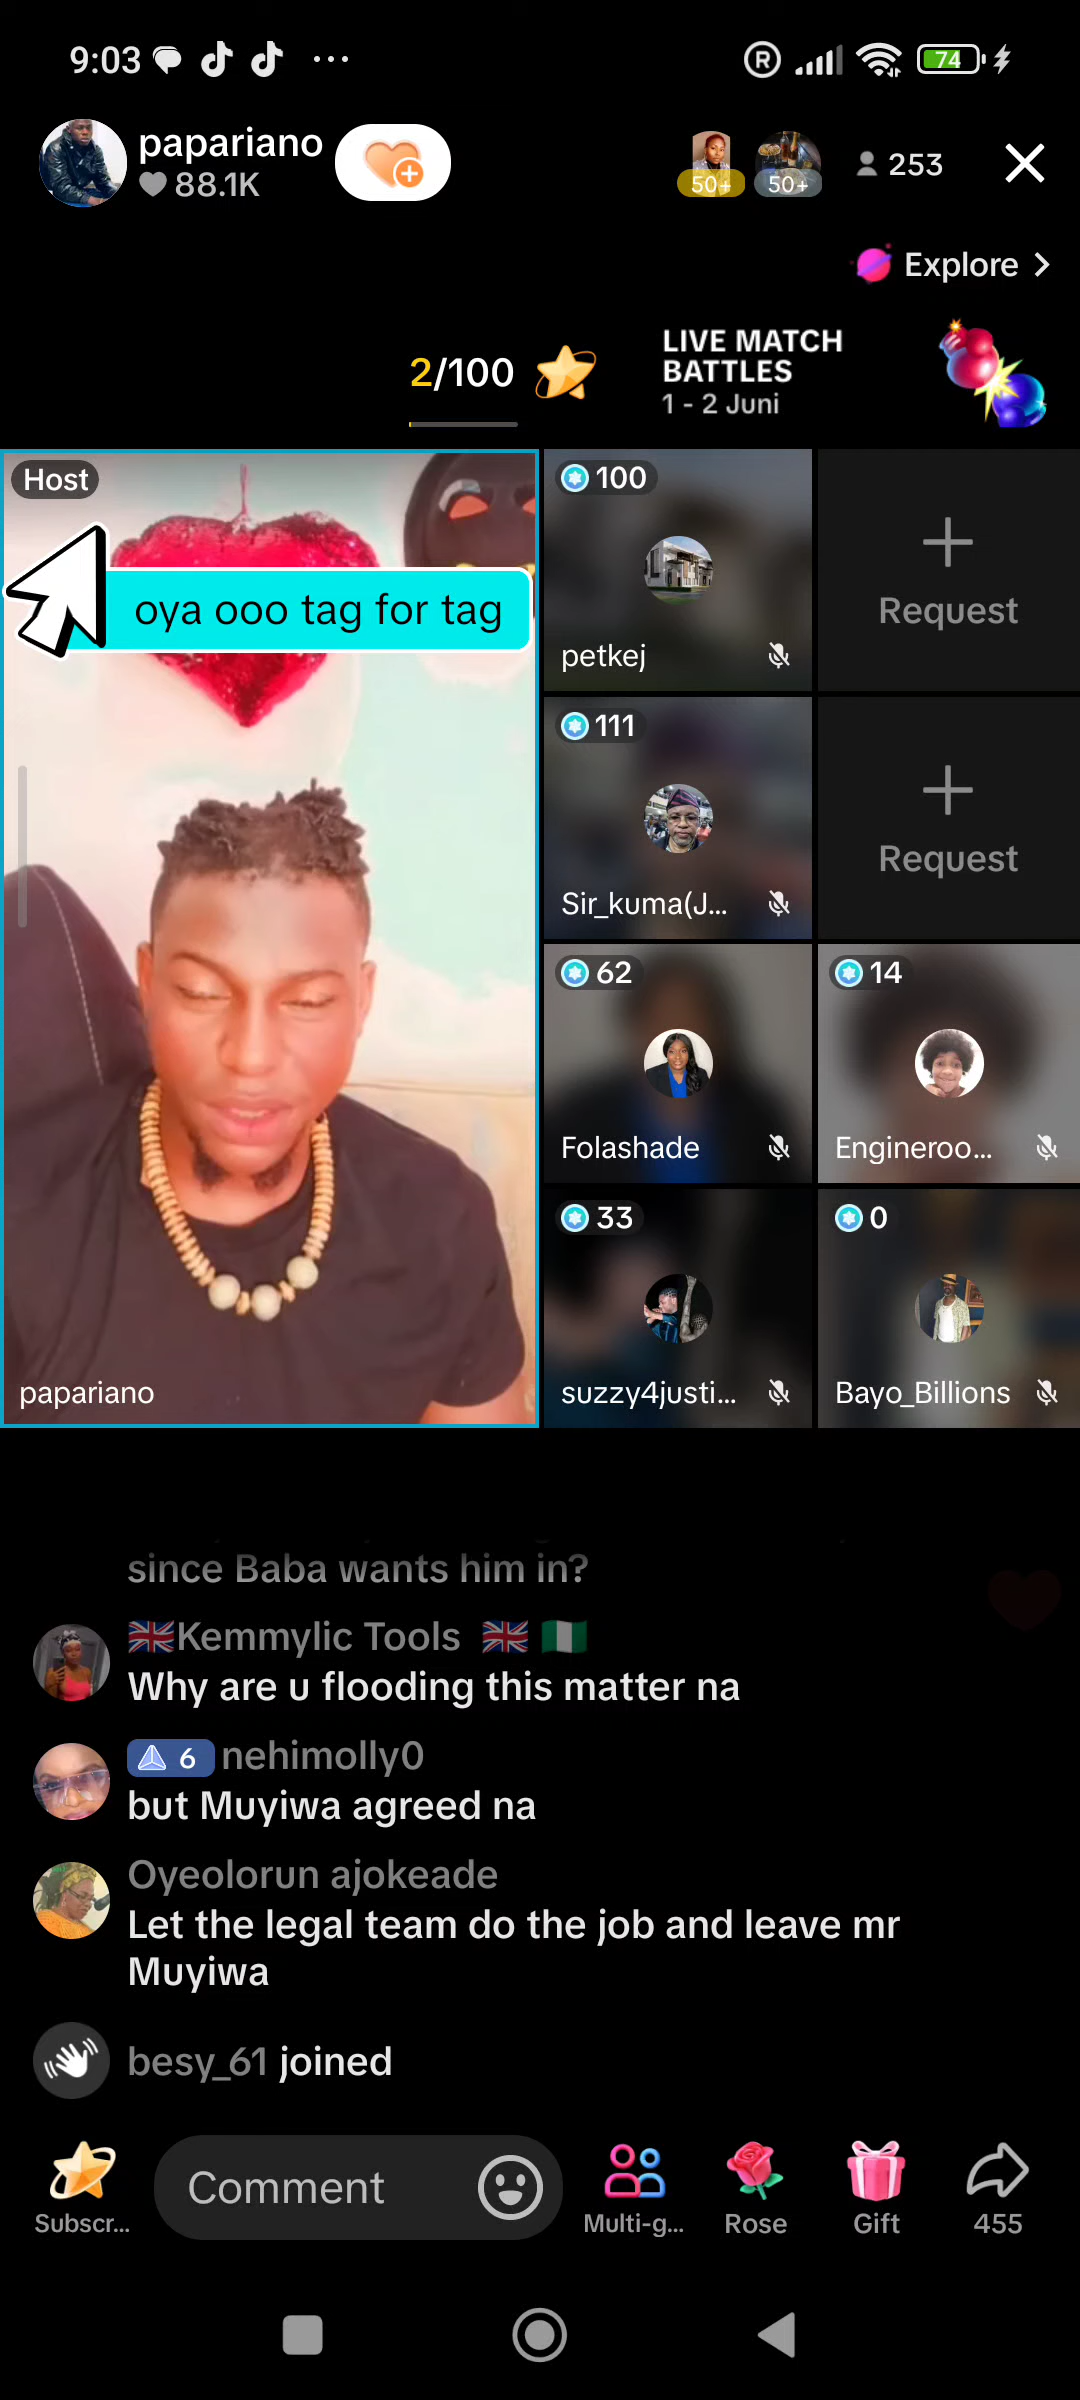 9:03
R
74
papariano
88.1K
50+
50+
253
Explore
2/100
LIVE MATCH
BATTLES
1 - 2 Juni
Host
oya ooo tag for tag
papariano
100
petkej
Request
111
Sir_kuma(J...
Request
62
Folashade
14
Engineroo...
33
suzzy4justi...
0
Bayo_Billions
since Baba wants him in?
🇬🇧Kemmylic Tools 🇬🇧 🇳🇬
Why are u flooding this matter na
6 nehimolly0
but Muyiwa agreed na
Oyeolorun ajokeade
Let the legal team do the job and leave mr
Muyiwa
besy_61 joined
Subscr...
Comment
Multi-g...
Rose
Gift
455